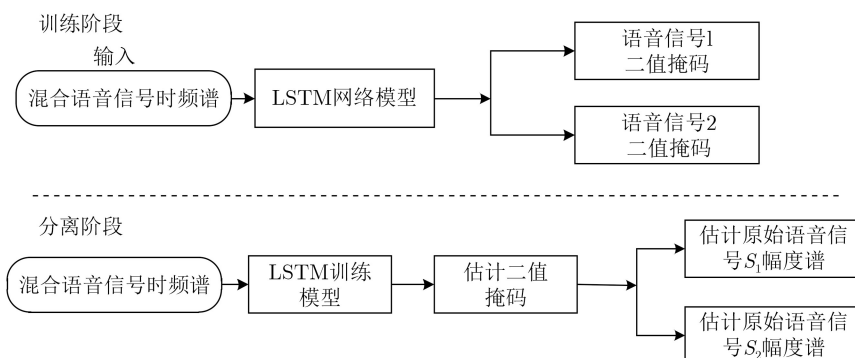 训练阶段
输入
混合语音信号时频谱
LSTM网络模型
语音信号1
二值掩码
语音信号2
二值掩码
分离阶段
混合语音信号时频谱
LSTM训练
模型
估计二值
掩码
估计原始语音信
号S₁幅度谱
估计原始语音信
号S₂幅度谱